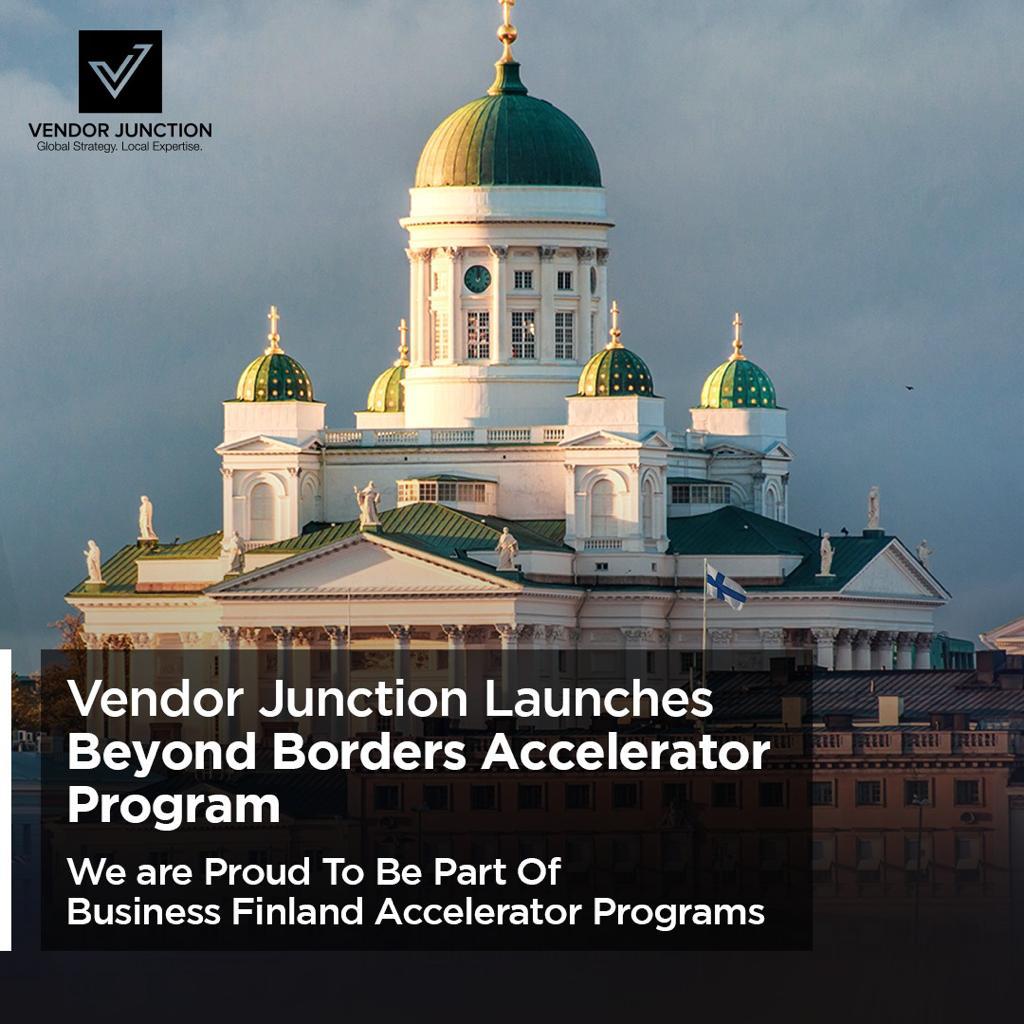 VENDOR JUNCTION
Global Strategy. Local Expertise.
Vendor Junction Launches
Beyond Borders Accelerator
Program
We are Proud To Be Part Of
Business Finland Accelerator Programs